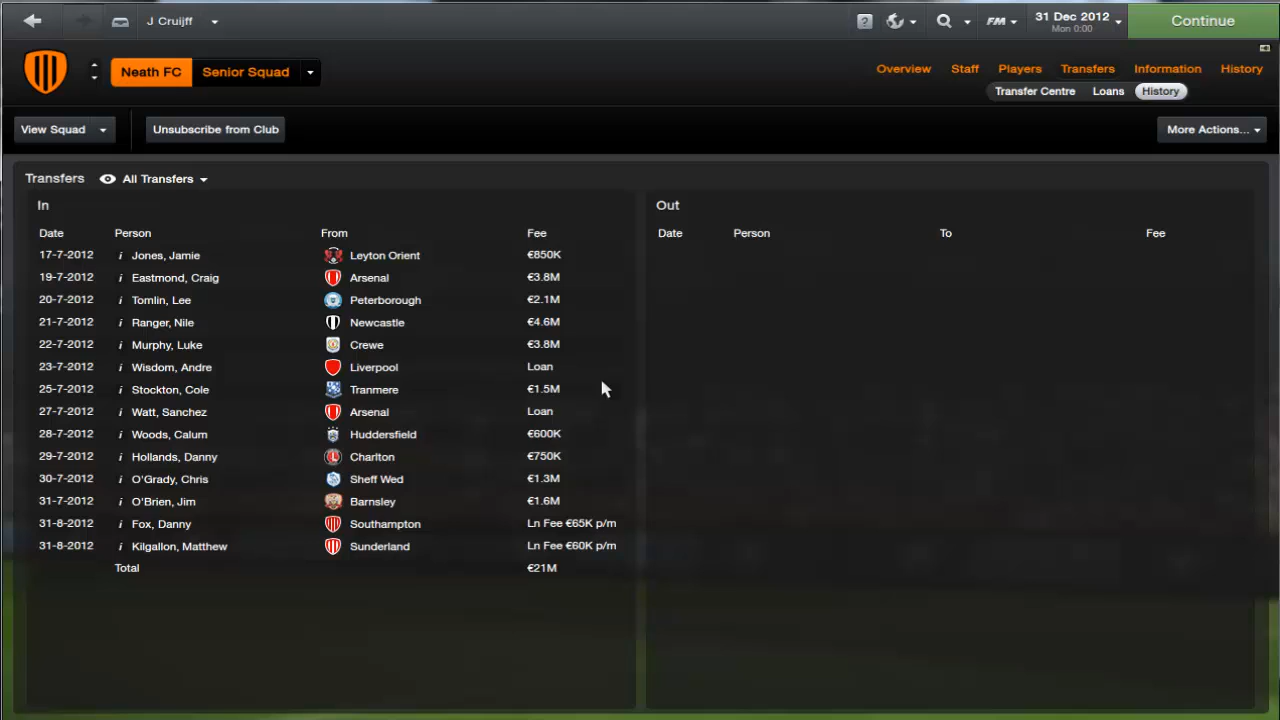 J Cruijff
?
FM
31 Dec 2012
Mon 0:00
Continue
Neath FC
Senior Squad
Overview Staff Players Transfers Information History
Transfer Centre Loans History
View Squad
Unsubscribe from Club
More Actions...
Transfers All Transfers
In
Date Person From Fee
17-7-2012 i Jones, Jamie Leyton Orient €850K
19-7-2012 i Eastmond, Craig Arsenal €3.8M
20-7-2012 i Tomlin, Lee Peterborough €2.1M
21-7-2012 i Ranger, Nile Newcastle €4.6M
22-7-2012 i Murphy, Luke Crewe €3.8M
23-7-2012 i Wisdom, Andre Liverpool Loan
25-7-2012 i Stockton, Cole Tranmere €1.5M
27-7-2012 i Watt, Sanchez Arsenal Loan
28-7-2012 i Woods, Calum Huddersfield €600K
29-7-2012 i Hollands, Danny Charlton €750K
30-7-2012 i O'Grady, Chris Sheff Wed €1.3M
31-7-2012 i O'Brien, Jim Barnsley €1.6M
31-8-2012 i Fox, Danny Southampton Ln Fee €65K p/m
31-8-2012 i Kilgallon, Matthew Sunderland Ln Fee €60K p/m
Total €21M
Out
Date Person To Fee